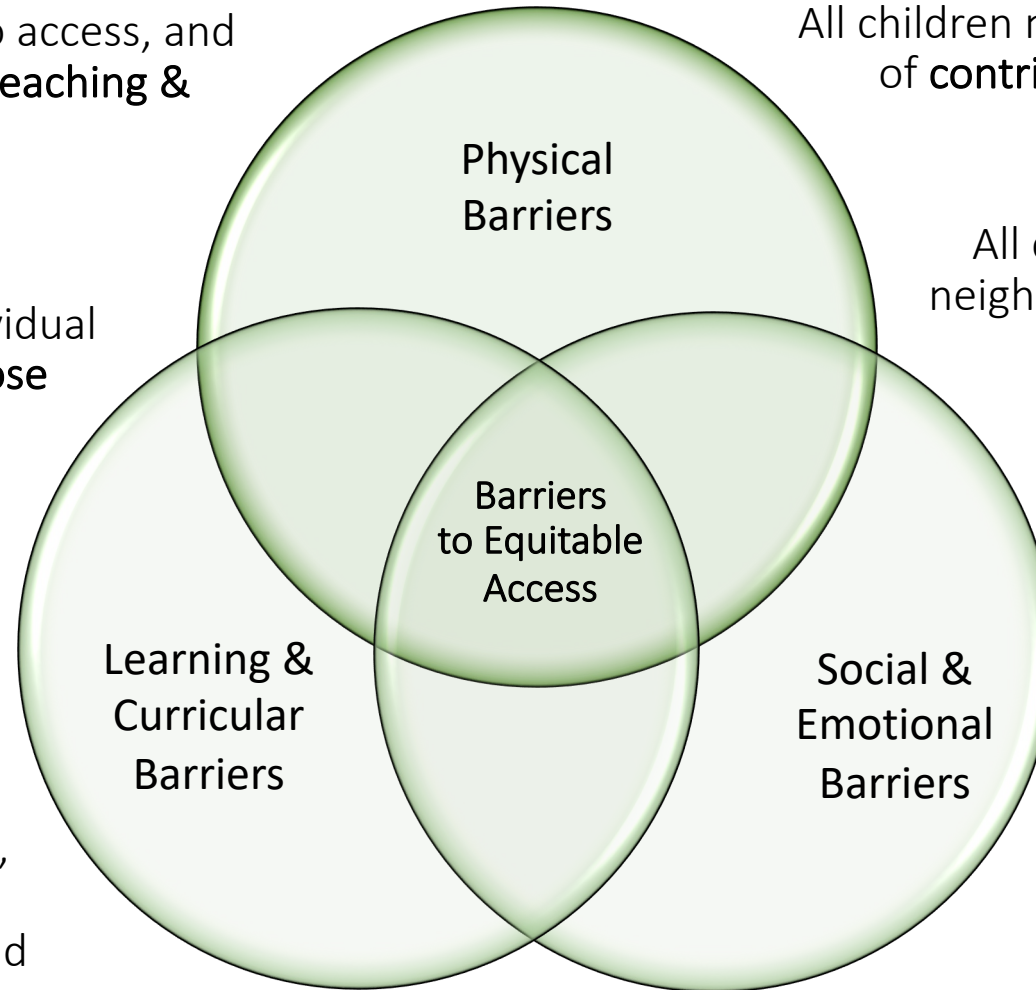 access, and
eaching &
All children
of contri
Physical
Barriers
All
neigh
vidual
ose
Barriers
to Equitable
Access
Learning &
Curricular
Barriers
Social &
Emotional
Barriers
,
d